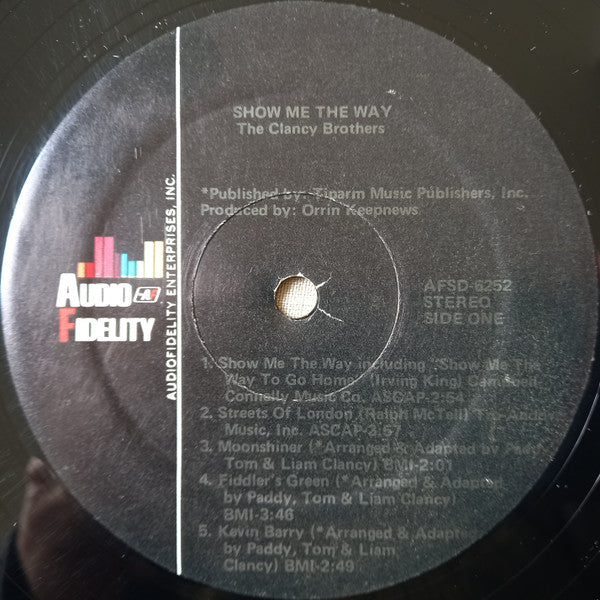 SHOW ME THE WAY
The Clancy Brothers
*Published by: Tiparm Music Publishers, Inc.
Produced by: Orrin Keepnews
AUDIO
FIDELITY
AUDIOFIDELITY ENTERPRISES, INC.
AFSD-6252
STEREO
SIDE ONE
1. Show Me The Way including "Show Me The
Way To Go Home" (Irving King) Campbell
Connelly Music Co. ASCAP-2:54
2. Streets Of London (Ralph McTell) Tro-Andover
Music, Inc. ASCAP-3:57
3. Moonshiner (*Arranged & Adapted by Paddy,
Tom & Liam Clancy) BMI-2:01
4. Fiddler's Green (*Arranged & Adapted
by Paddy, Tom & Liam Clancy)
BMI-3:46
5. Kevin Barry (*Arranged & Adapted
by Paddy, Tom & Liam
Clancy) BMI-2:49